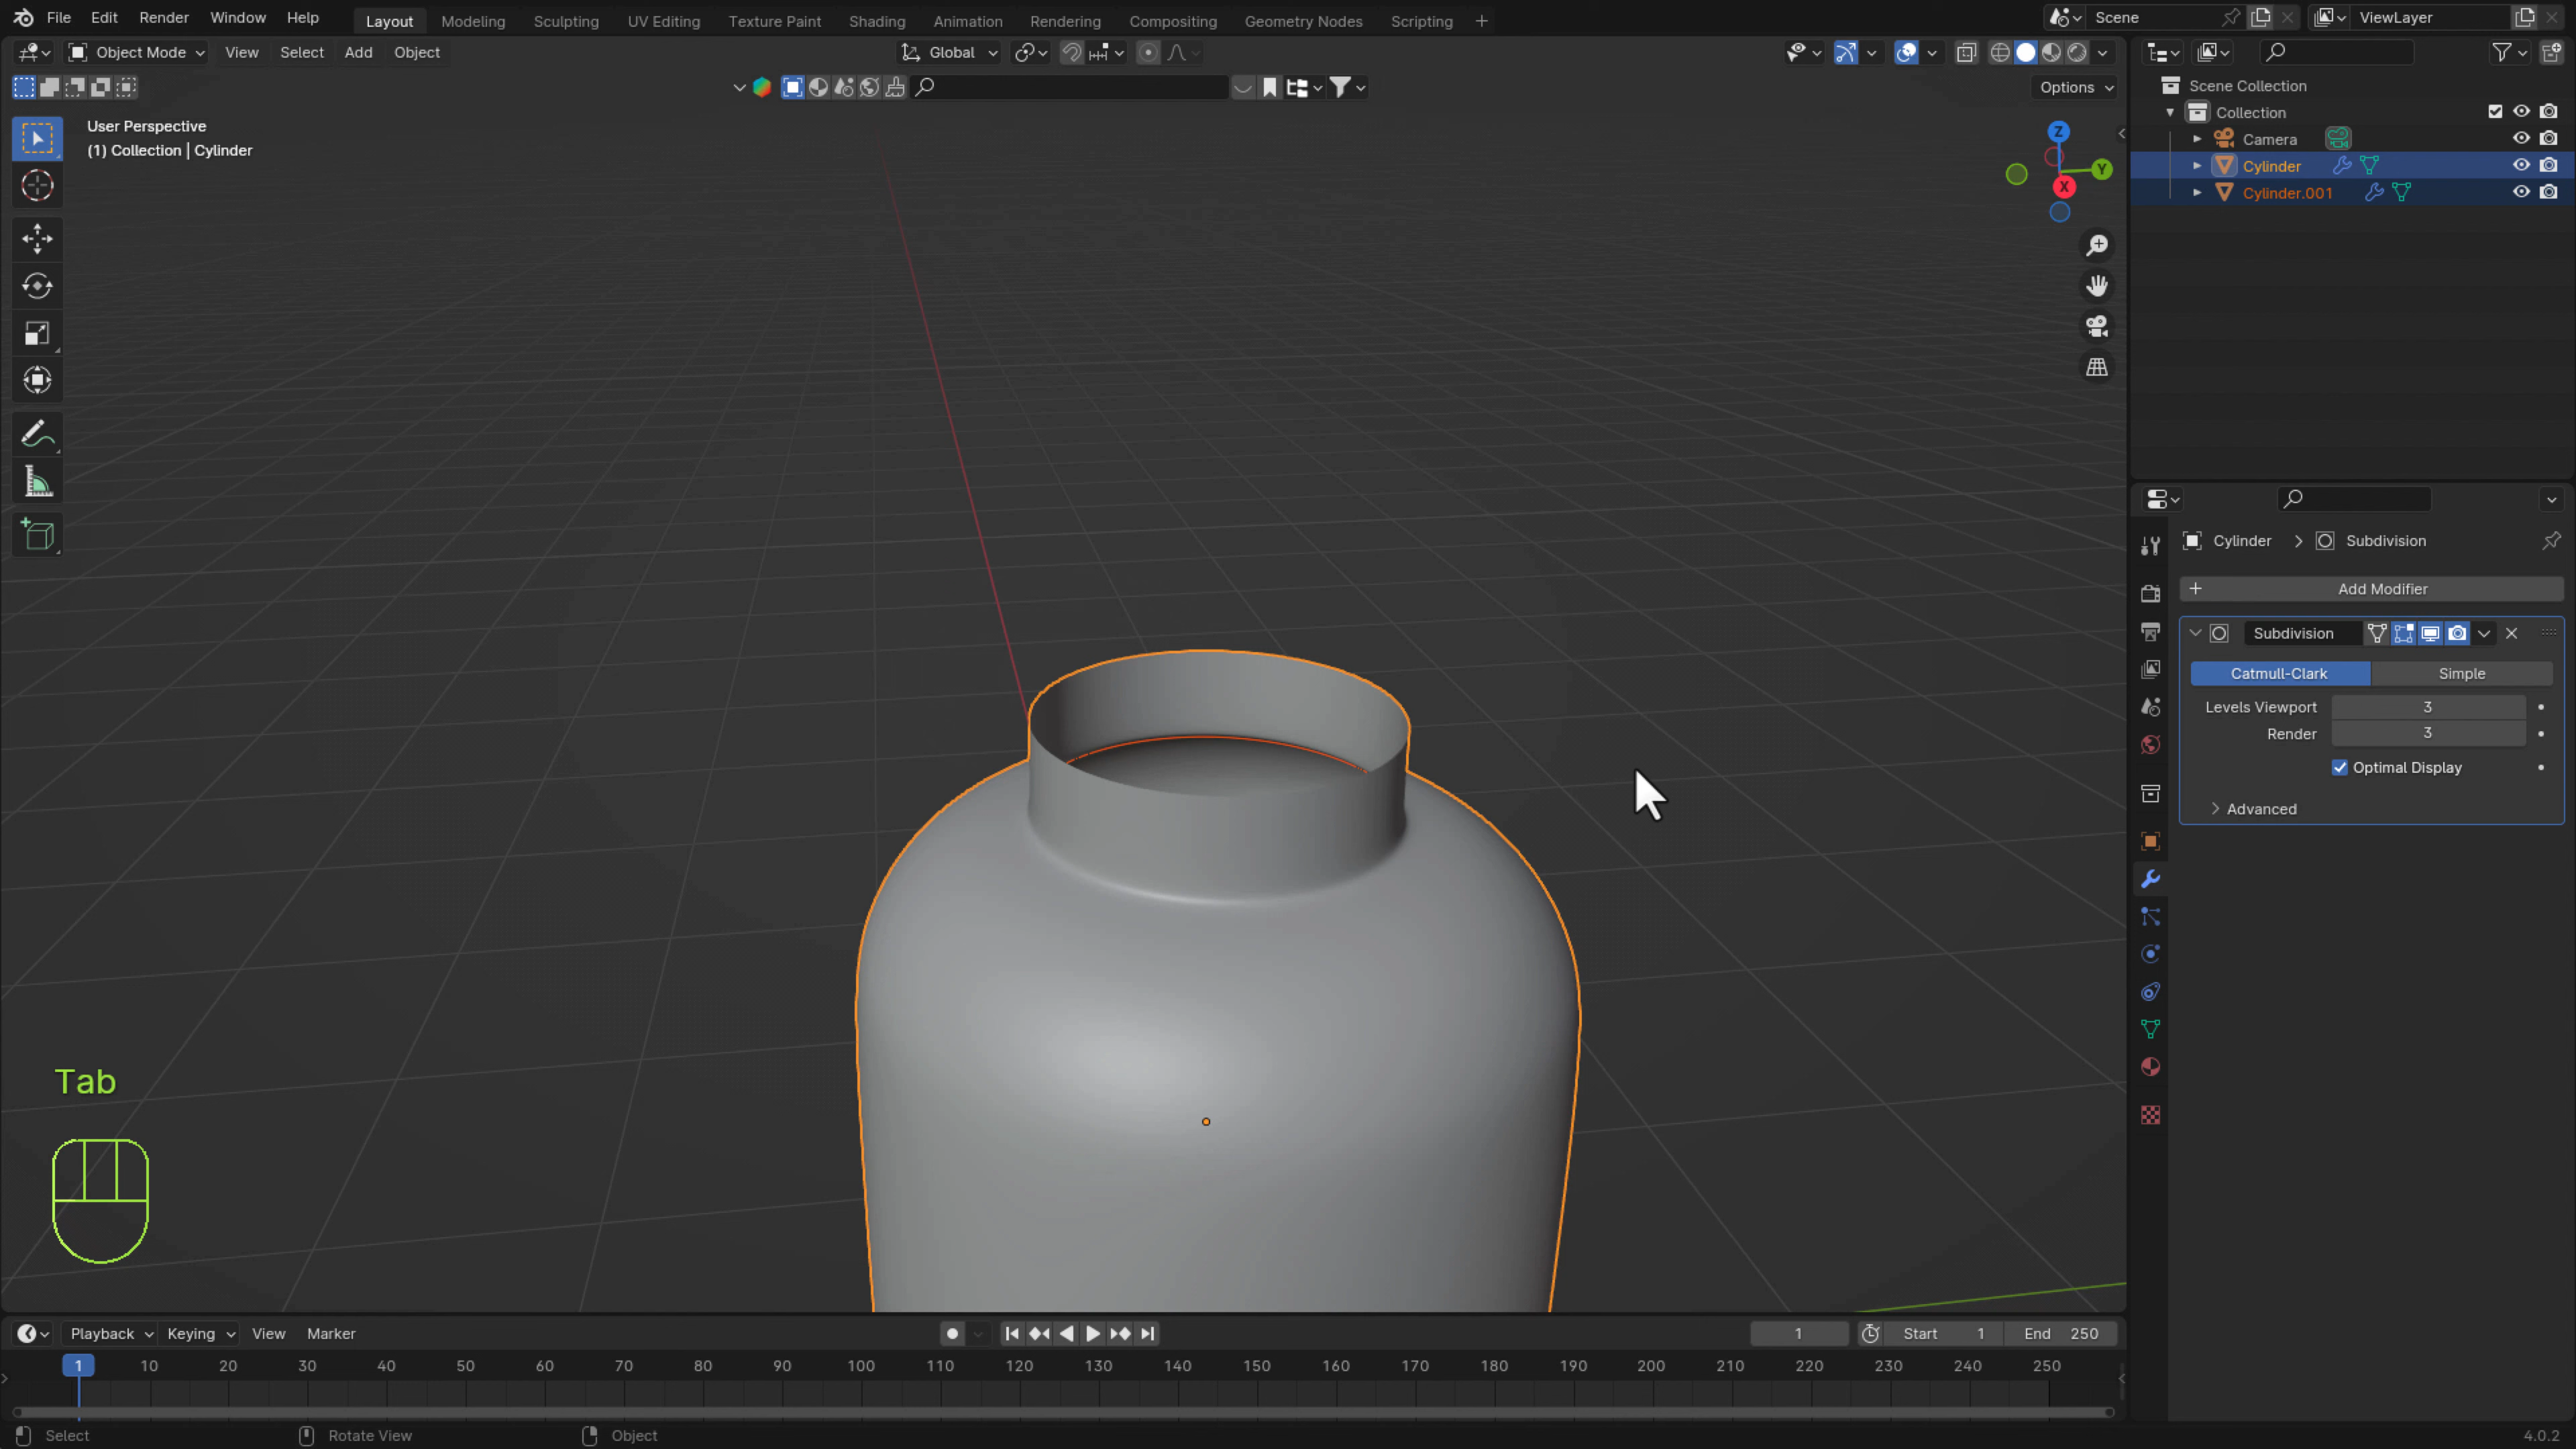 File Edit Render Window Help Layout Modeling Sculpting UV Editing Texture Paint Shading Animation Rendering Compositing Geometry Nodes Scripting Scene ViewLayer
Object Mode View Select Add Object Global
Options
User Perspective
(1) Collection | Cylinder
Z
Y
X
Scene Collection
Collection
Camera
Cylinder
Cylinder.001
Cylinder Subdivision
Add Modifier
Subdivision
Catmull-Clark Simple
Levels Viewport 3
Render 3
Optimal Display
Advanced
Tab
Playback Keying View Marker 1 Start 1 End 250
1 10 20 30 40 50 60 70 80 90 100 110 120 130 140 150 160 170 180 190 200 210 220 230 240 250
Select Rotate View Object 4.0.2